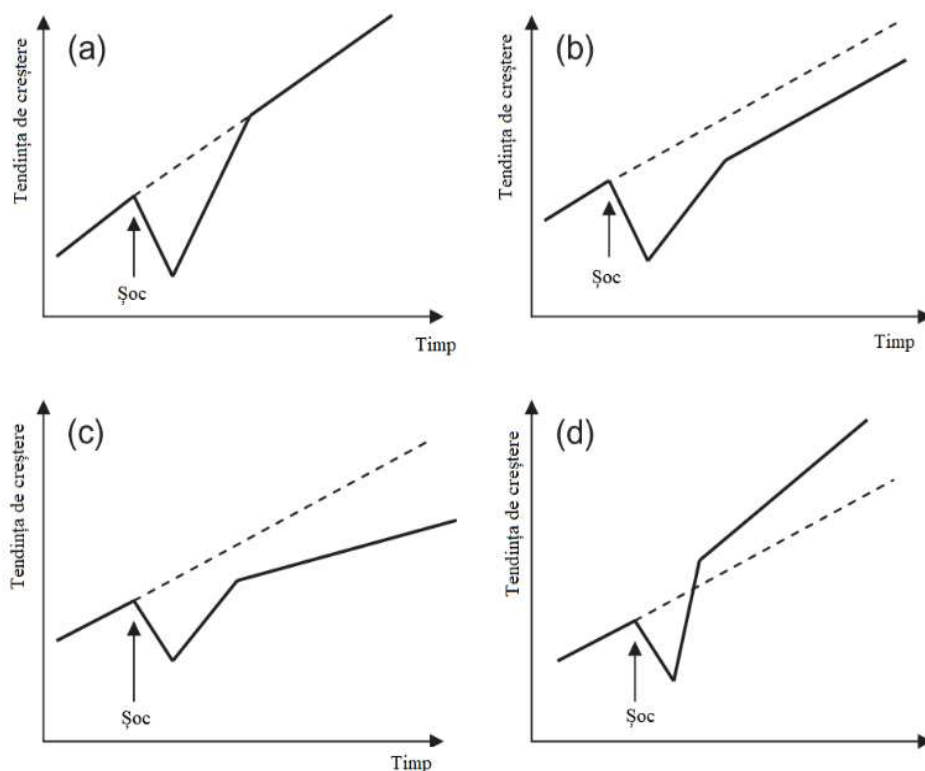 (a)
Tendința de creștere
Șoc
Timp
(b)
Tendința de creștere
Șoc
Timp
(c)
Tendința de creștere
Șoc
Timp
(d)
Tendința de creștere
Șoc